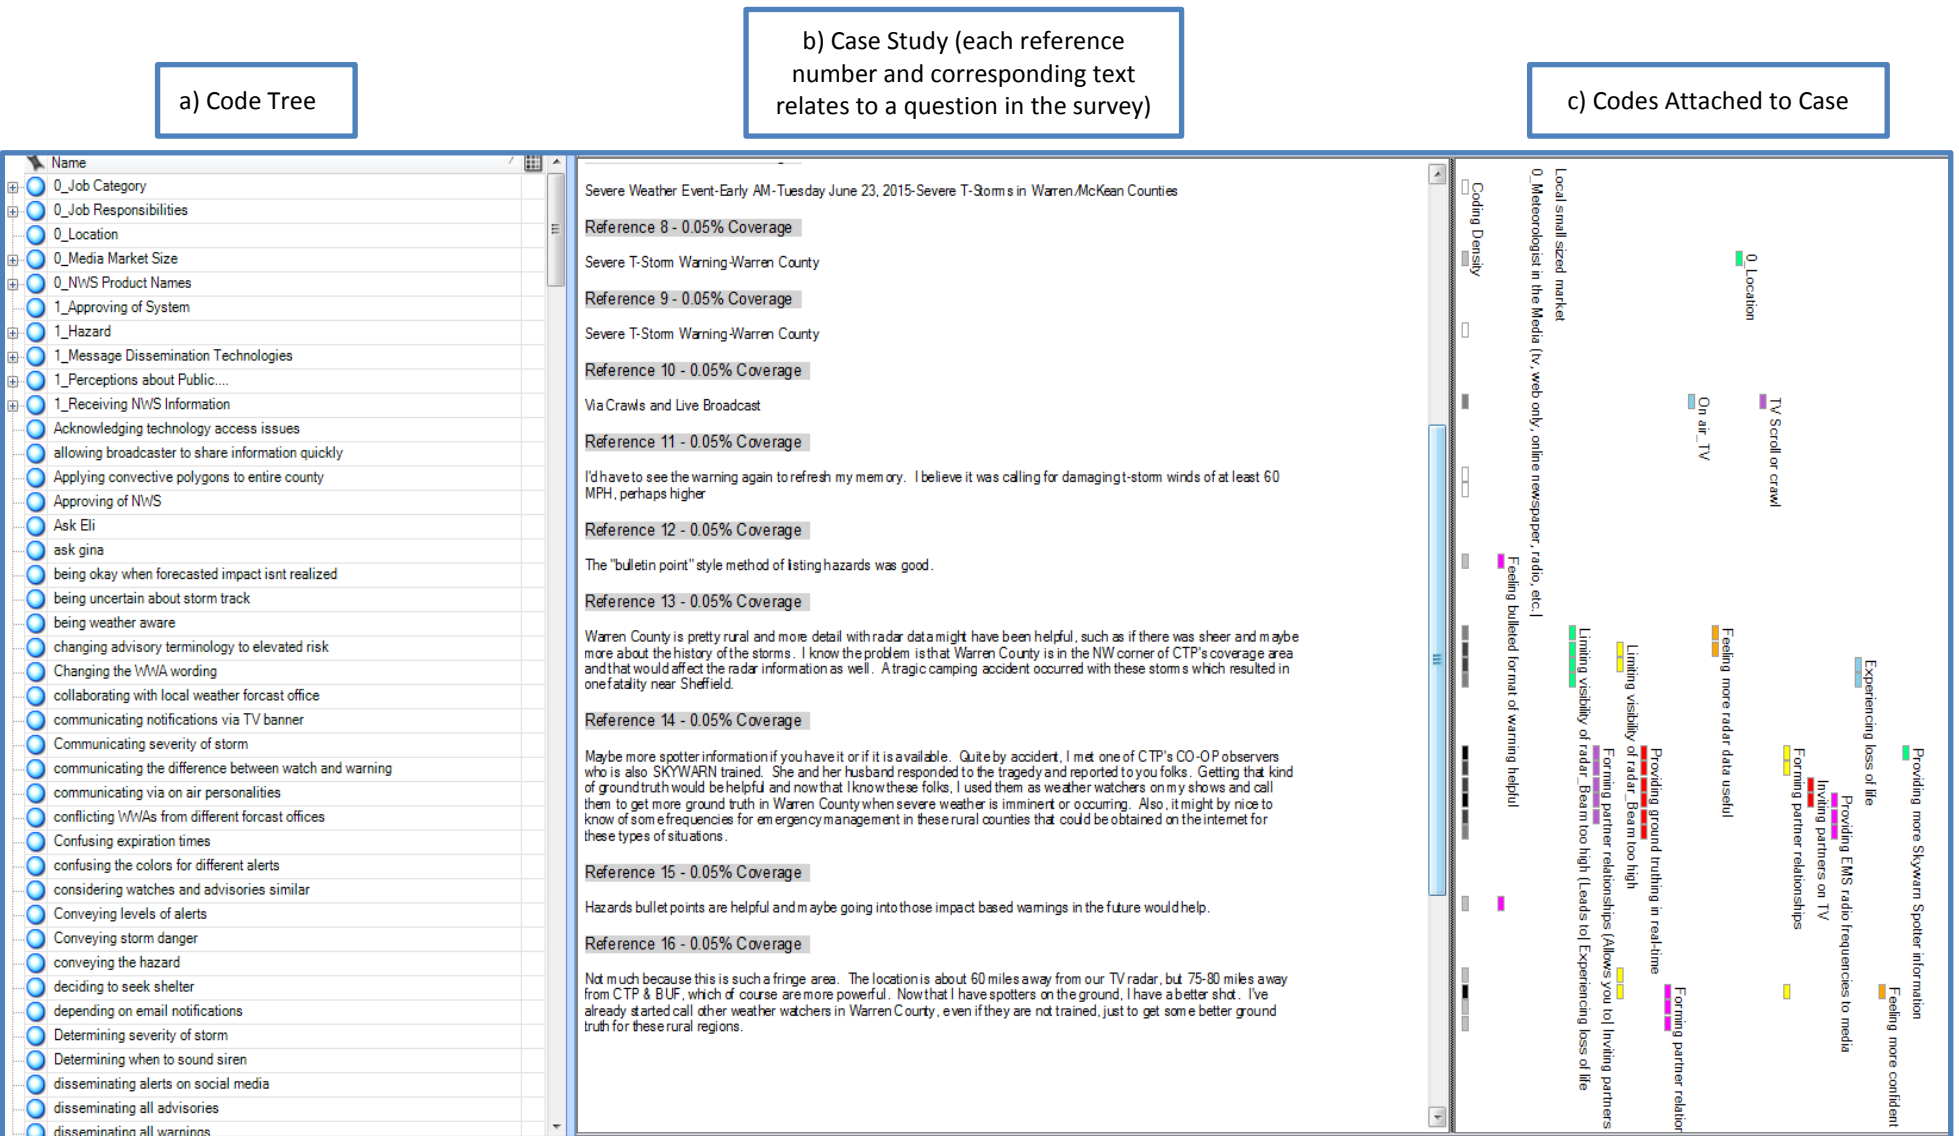 b) Case Study (each reference
number and corresponding text
relates to a question in the survey)
a) Code Tree
c) Codes Attached to Case
Name
0_Job Category
0_Job Responsibilities
0_Location
0_Media Market Size
0_NWS Product Names
1_Approving of System
1_Hazard
1_Message Dissemination Technologies
1_Perceptions about Public....
1_Receiving NWS Information
Acknowledging technology access issues
allowing broadcaster to share information quickly
Applying convective polygons to entire county
Approving of NWS
Ask Eli
ask gina
being okay when forecasted impact isnt realized
being uncertain about storm track
being weather aware
changing advisory terminology to elevated risk
Changing the WWA wording
collaborating with local weather forcast office
communicating notifications via TV banner
Communicating severity of storm
communicating the difference between watch and warning
communicating via on air personalities
conflicting WWAs from different forcast offices
Confusing expiration times
confusing the colors for different alerts
considering watches and advisories similar
Conveying levels of alerts
Conveying storm danger
conveying the hazard
deciding to seek shelter
depending on email notifications
Determining severity of storm
Determining when to sound siren
disseminating alerts on social media
disseminating all advisories
disseminating all warnings
Severe Weather Event-Early AM-Tuesday June 23, 2015-Severe T-Storms in Warren/McKean Counties
Reference 8 - 0.05% Coverage
Severe T-Storm Warning-Warren County
Reference 9 - 0.05% Coverage
Severe T-Storm Warning-Warren County
Reference 10 - 0.05% Coverage
Via Crawls and Live Broadcast
Reference 11 - 0.05% Coverage
I'd have to see the warning again to refresh my memory.  I believe it was calling for damaging t-storm winds of at least 60
MPH, perhaps higher
Reference 12 - 0.05% Coverage
The "bulletin point" style method of listing hazards was good.
Reference 13 - 0.05% Coverage
Warren County is pretty rural and more detail with radar data might have been helpful, such as if there was sheer and maybe
more about the history of the storms.  I know the problem is that Warren County is in the NW corner of CTP's coverage area
and that would affect the radar information as well.  A tragic camping accident occurred with these storms which resulted in
one fatality near Sheffield.
Reference 14 - 0.05% Coverage
Maybe more spotter information if you have it or if it is available.  Quite by accident, I met one of CTP's CO-OP observers
who is also SKYWARN trained.  She and her husband responded to the tragedy and reported to you folks.  Getting that kind
of ground truth would be helpful and now that I know these folks, I used them as weather watchers on my shows and call
them to get more ground truth in Warren County when severe weather is imminent or occuring.  Also, it might by nice to
know of some frequencies for emergency management in these rural counties that could be obtained on the internet for
these types of situations.
Reference 15 - 0.05% Coverage
Hazards bullet points are helpful and maybe going into those impact based warnings in the future would help.
Reference 16 - 0.05% Coverage
Not much because this is such a fringe area.  The location is about 60 miles away from our TV radar, but 75-80 miles away
from CTP & BUF, which of course are more powerful.  Now that I have spotters on the ground, I have a better shot.  I've
already started call other weather watchers in Warren County, even if they are not trained, just to get some better ground
truth for these rural regions.
Coding Density
Feeling bulleted format of warning helpful
0_Meteorologist in the Media (tv, web only, online newspaper, radio, etc.)
Local small sized market
Limiting visibility of radar_Beam too high (Leads to) Experiencing loss of life
Forming partner relationships (Allows you to) Inviting partners
Limiting visibility of radar_Beam too high
Providing ground truthing in real-time
Forming partner relation
On air_TV
Feeling more radar data useful
0_Location
TV Scroll or crawl
Forming partner relationships
Inviting partners on TV
Providing EMS radio frequencies to media
Experiencing loss of life
Feeling more confident
Providing more Skywarn Spotter information